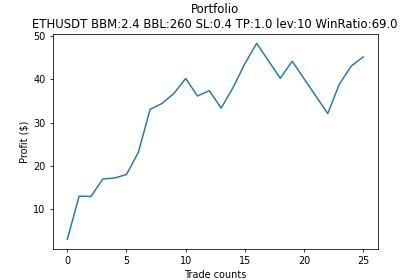 Portfolio
ETHUSDT BBM:2.4 BBL:260 SL:0.4 TP:1.0 lev:10 WinRatio:69.0
50
40
30
20
10
Profit ($)
0 5 10 15 20 25
Trade counts